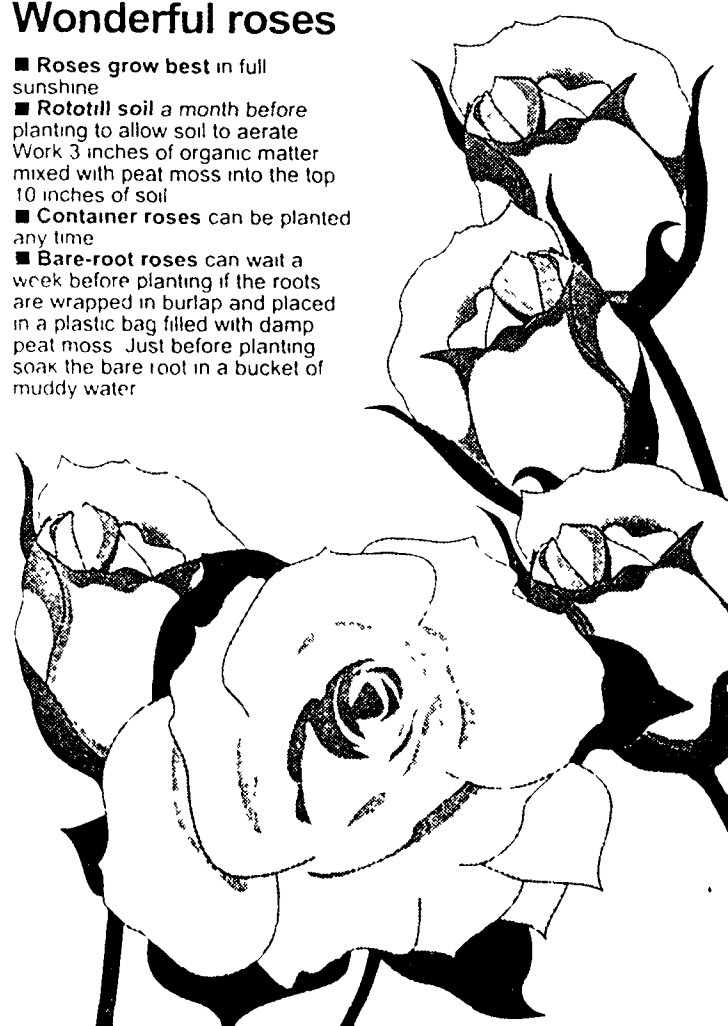 Wonderful roses
■ Roses grow best in full
sunshine
■ Rototill soil a month before
planting to allow soil to aerate
Work 3 inches of organic matter
mixed with peat moss into the top
10 inches of soil
■ Container roses can be planted
any time
■ Bare-root roses can wait a
week before planting if the roots
are wrapped in burlap and placed
in a plastic bag filled with damp
peat moss Just before planting
soak the bare root in a bucket of
muddy water